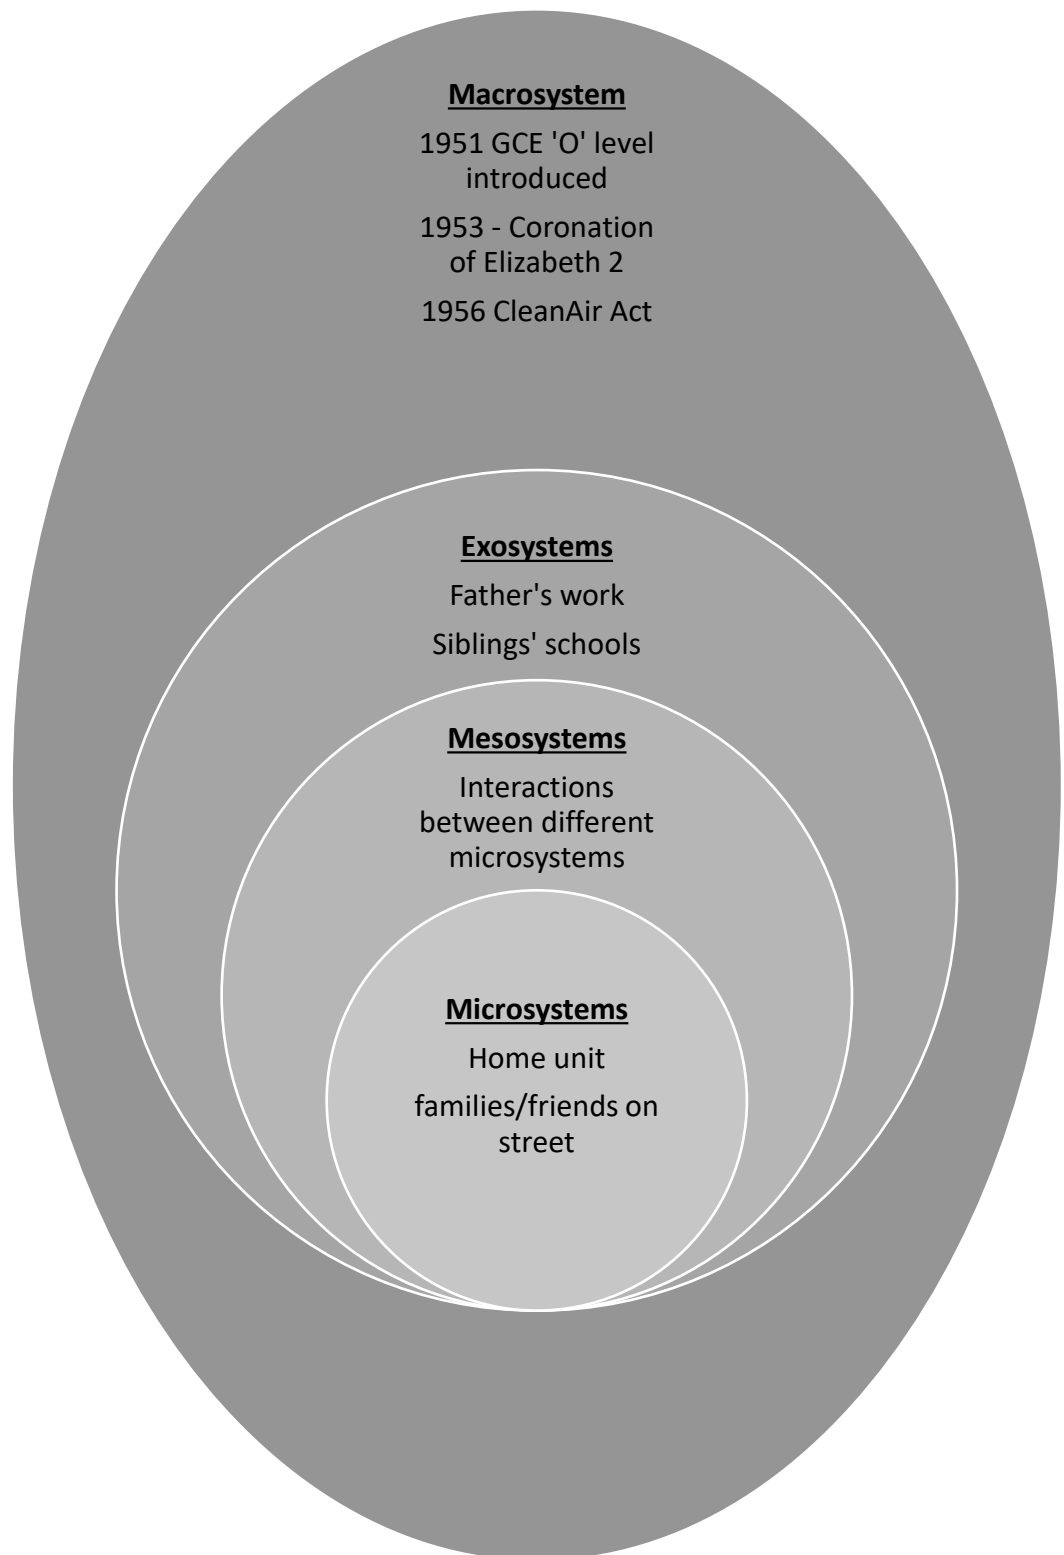 Macrosystem
1951 GCE 'O' level
introduced
1953 - Coronation
of Elizabeth 2
1956 CleanAir Act
Exosystems
Father's work
Siblings' schools
Mesosystems
Interactions
between different
microsystems
Microsystems
Home unit
families/friends on
street